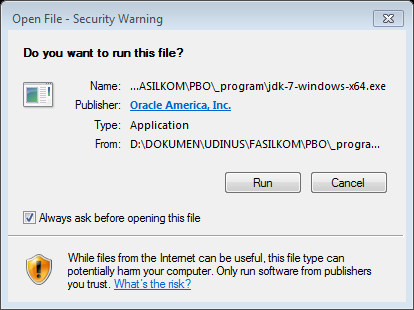 Open File - Security Warning
Do you want to run this file?
Name: ...ASILKOM\PBO\_program\jdk-7-windows-x64.exe
Publisher: Oracle America, Inc.
Type: Application
From: D:\DOKUMEN\UDINUS\FASILKOM\PBO\_progra...
Run Cancel
Always ask before opening this file
While files from the Internet can be useful, this file type can
potentially harm your computer. Only run software from publishers
you trust. What's the risk?